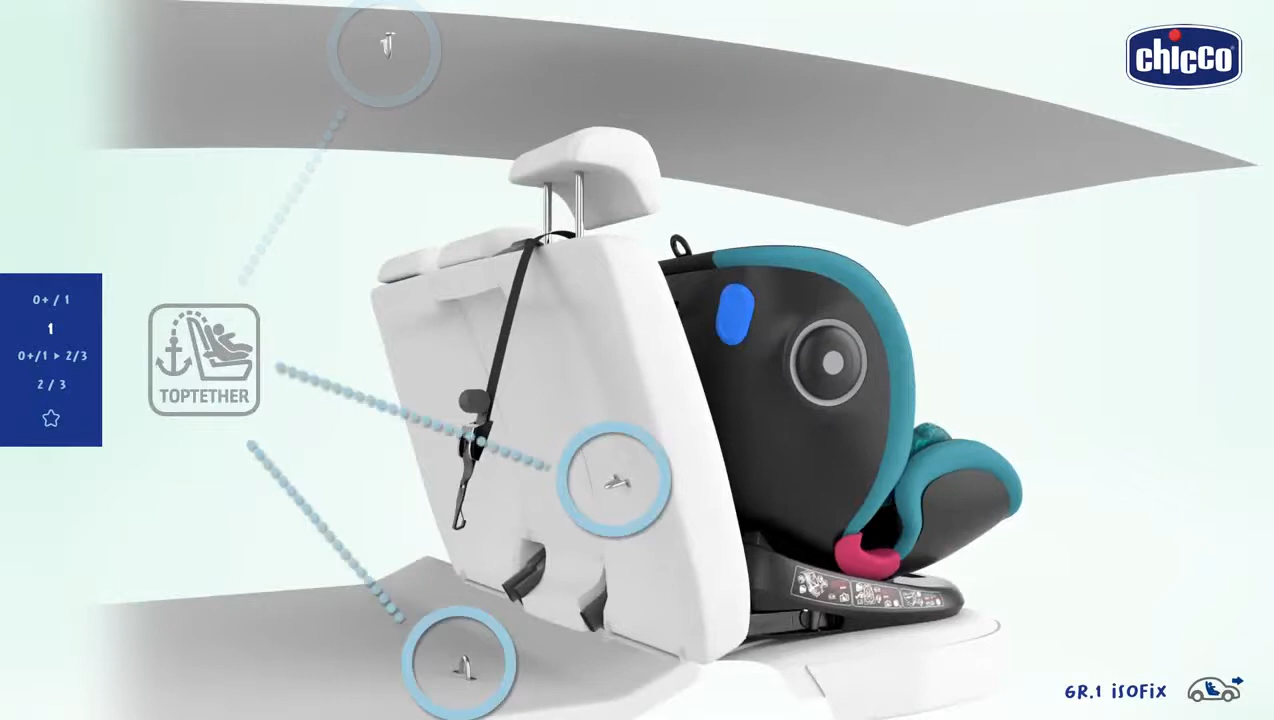 chicco
0+ / 1
1
0+/1 ▸ 2/3
2 / 3
TOPTETHER
GR.1 iSOFiX